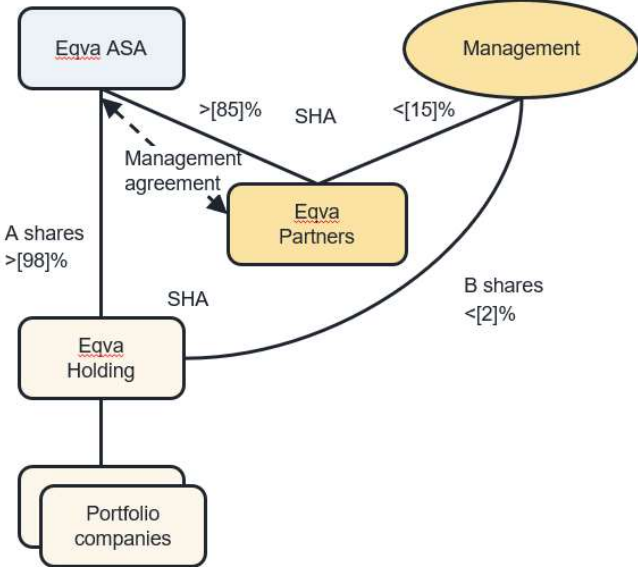 Eqva ASA
Management
>[85]%
SHA
<[15]%
Management
agreement
Eqva
Partners
A shares
>[98]%
SHA
B shares
<[2]%
Eqva
Holding
Portfolio
companies